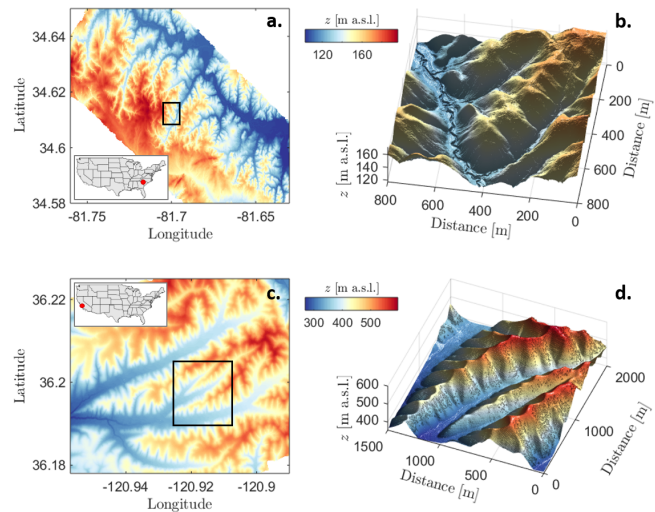 a.
34.64
34.62
34.6
34.58
Latitude
-81.75
-81.7
-81.65
Longitude
z [m a.s.l.]
120
160
b.
160
140
120
z [m a.s.l.]
800
600
400
200
0
Distance [m]
0
200
400
600
800
Distance [m]
c.
36.22
36.2
36.18
Latitude
-120.94
-120.92
-120.9
Longitude
z [m a.s.l.]
300
400
500
d.
600
500
400
z [m a.s.l.]
1500
1000
500
0
Distance [m]
2000
1000
0
Distance [m]